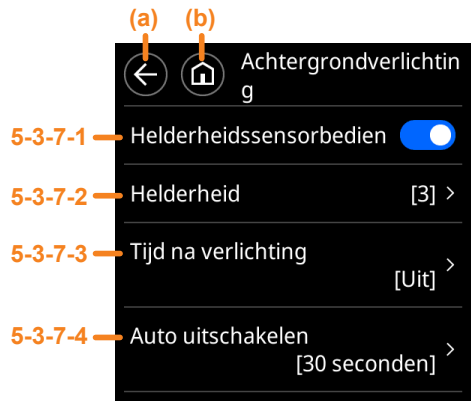 (a) (b)
Achtergrondverlichtin
g
5-3-7-1 Helderheidssensorbedien
5-3-7-2 Helderheid [3] >
5-3-7-3 Tijd na verlichting
[Uit] >
5-3-7-4 Auto uitschakelen
[30 seconden] >